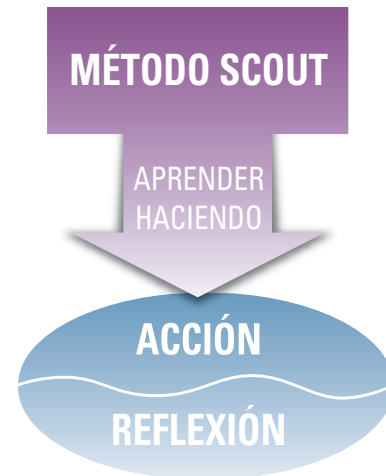 MÉTODO SCOUT
APRENDER
HACIENDO
ACCIÓN
REFLEXIÓN